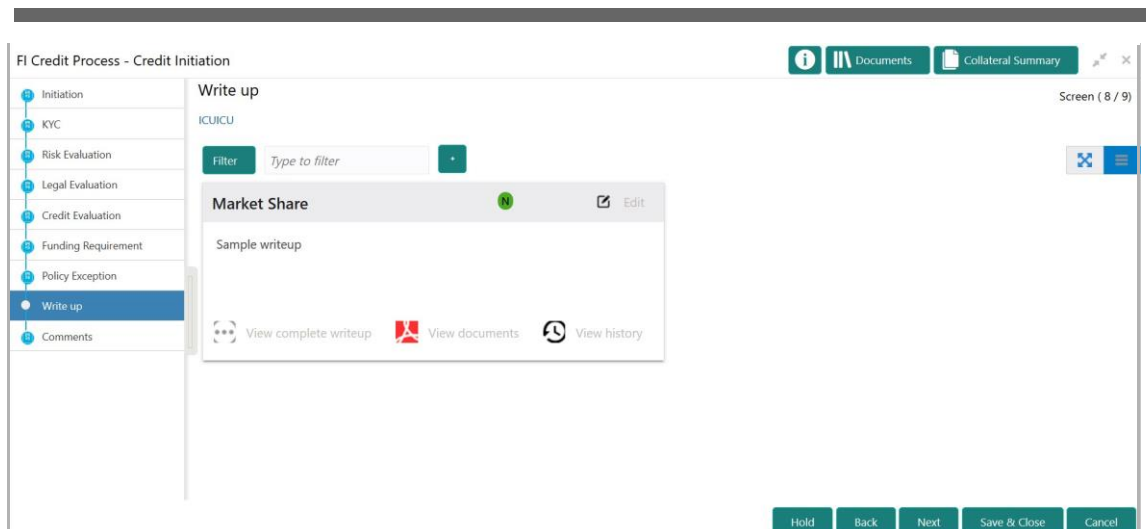 FI Credit Process - Credit Initiation
Documents
Collateral Summary
Initiation
KYC
Risk Evaluation
Legal Evaluation
Credit Evaluation
Funding Requirement
Policy Exception
Write up
Comments
Write up
Screen ( 8 / 9)
ICUICU
Filter
Type to filter
+
Market Share
N
Edit
Sample writeup
View complete writeup
View documents
View history
Hold
Back
Next
Save & Close
Cancel